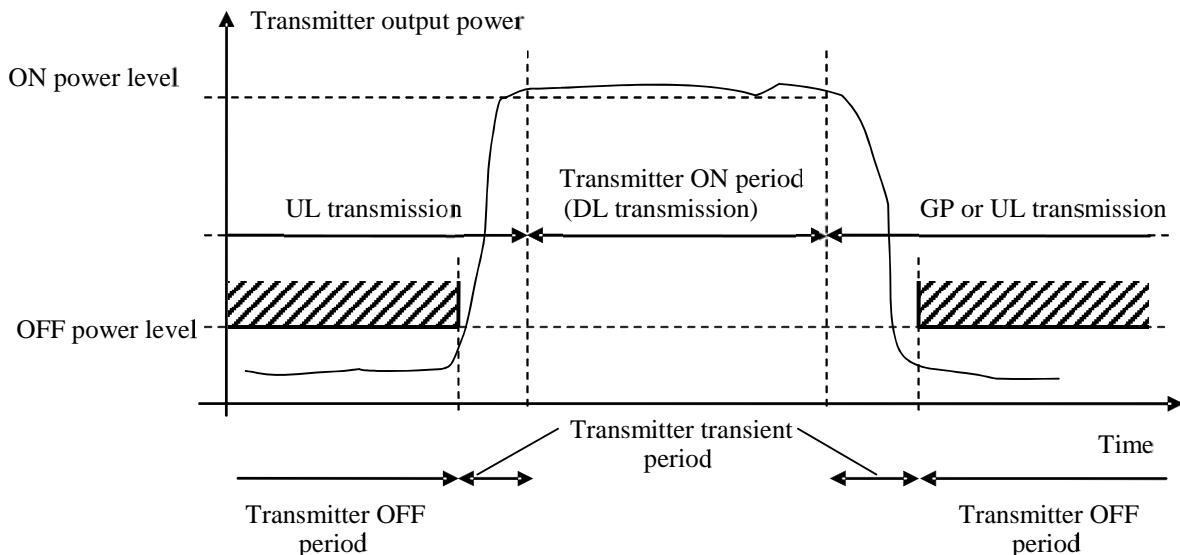 Transmitter output power
ON power level
Transmitter ON period
(DL transmission)
UL transmission
GP or UL transmission
OFF power level
Transmitter transient
period
Time
Transmitter OFF
period
Transmitter OFF
period